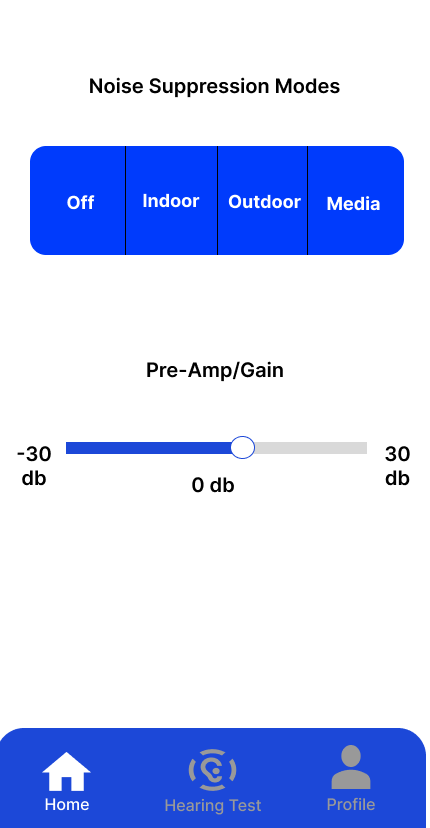 Noise Suppression Modes
Off Indoor Outdoor Media
Pre-Amp/Gain
-30
db
0 db
30
db
Home Hearing Test Profile